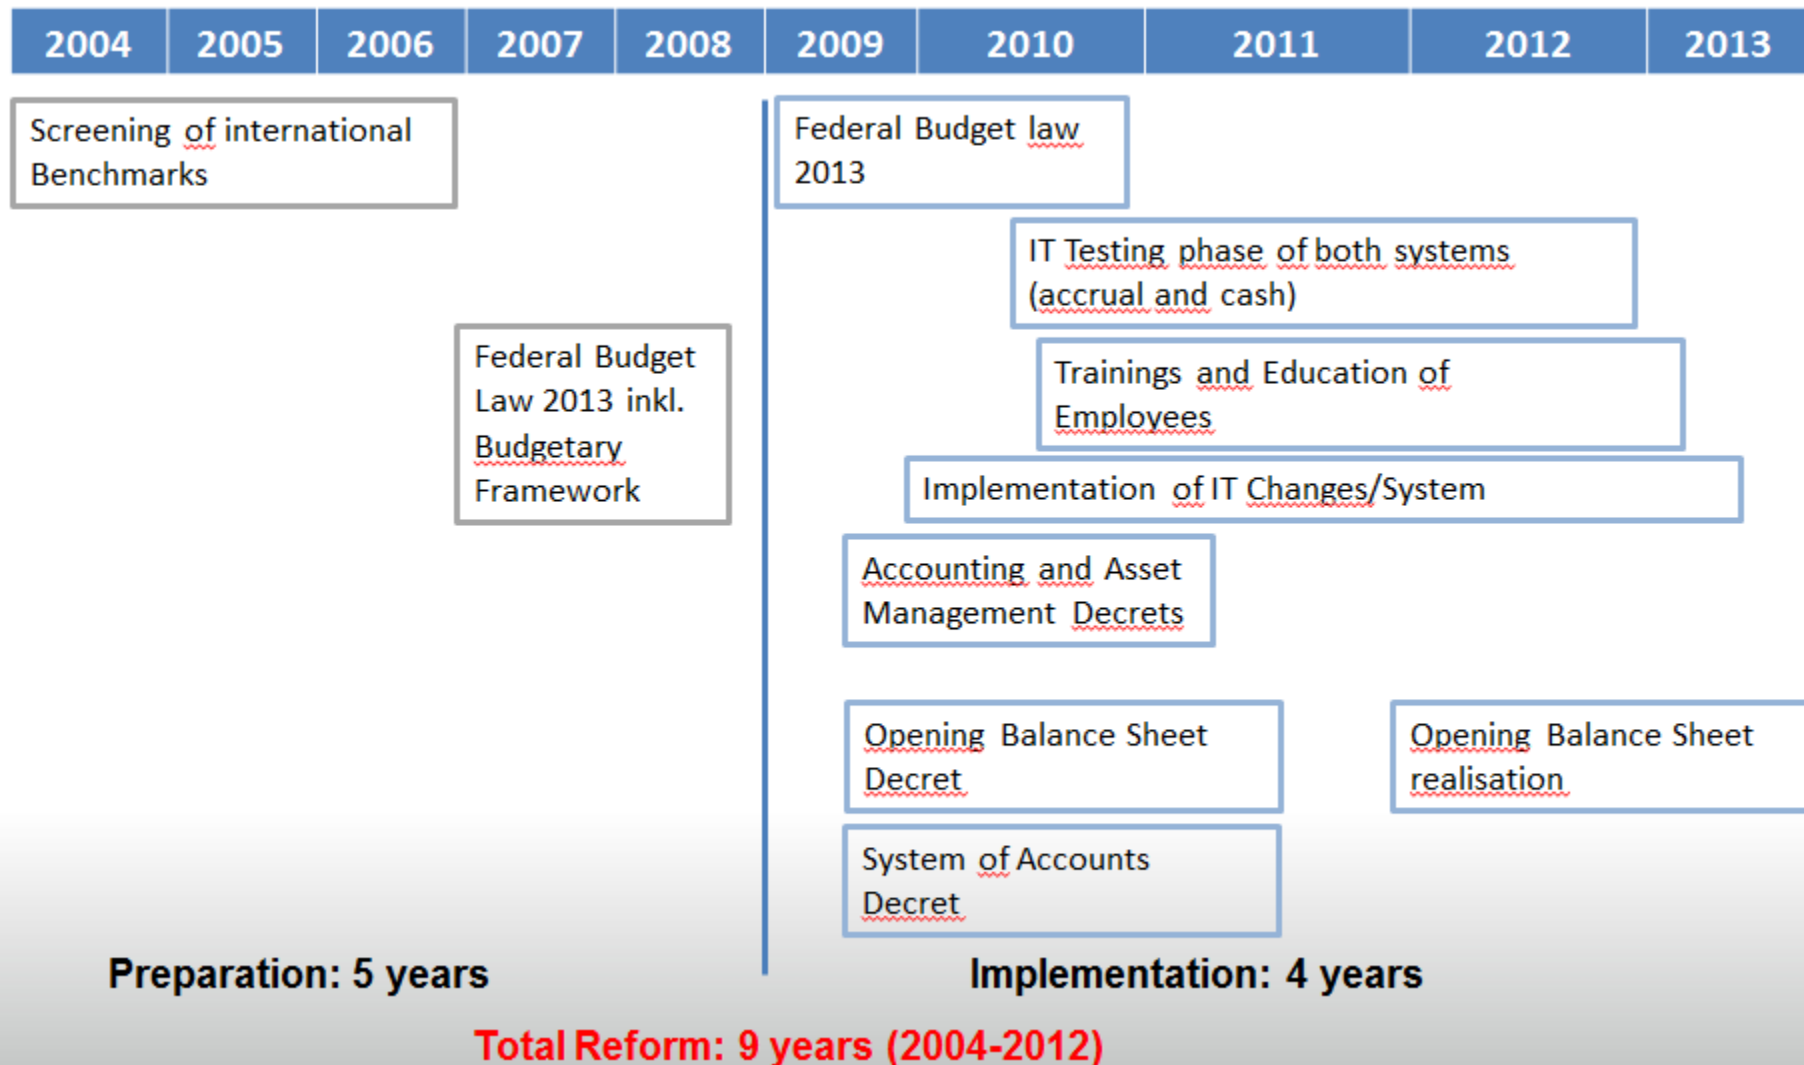 2004 2005 2006 2007 2008 2009 2010 2011 2012 2013
Screening of international
Benchmarks
Federal Budget law
2013
IT Testing phase of both systems
(accrual and cash)
Federal Budget
Law 2013 inkl.
Budgetary
Framework
Trainings and Education of
Employees
Implementation of IT Changes/System
Accounting and Asset
Management Decrets
Opening Balance Sheet
Decret
Opening Balance Sheet
realisation
System of Accounts
Decret
Preparation: 5 years
Implementation: 4 years
Total Reform: 9 years (2004-2012)